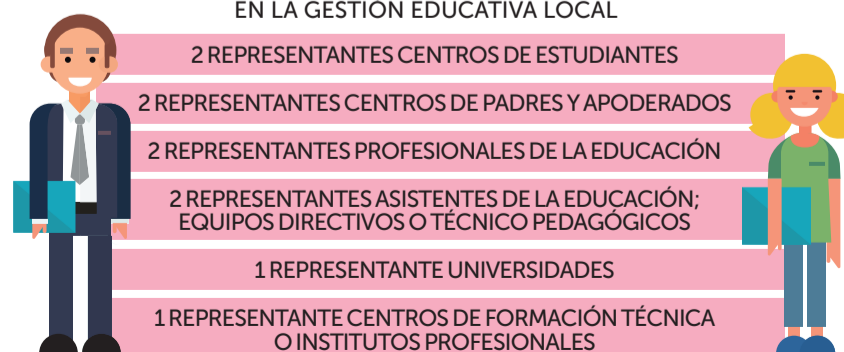 EN LA GESTIÓN EDUCATIVA LOCAL
2 REPRESENTANTES CENTROS DE ESTUDIANTES
2 REPRESENTANTES CENTROS DE PADRES Y APODERADOS
2 REPRESENTANTES PROFESIONALES DE LA EDUCACIÓN
2 REPRESENTANTES ASISTENTES DE LA EDUCACIÓN;
EQUIPOS DIRECTIVOS O TÉCNICO PEDAGÓGICOS
1 REPRESENTANTE UNIVERSIDADES
1 REPRESENTANTE CENTROS DE FORMACIÓN TÉCNICA
O INSTITUTOS PROFESIONALES